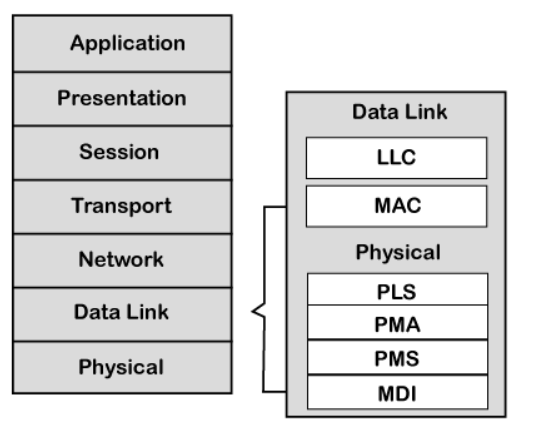 Application
Presentation
Session
Transport
Network
Data Link
Physical
Data Link
LLC
MAC
Physical
PLS
PMA
PMS
MDI